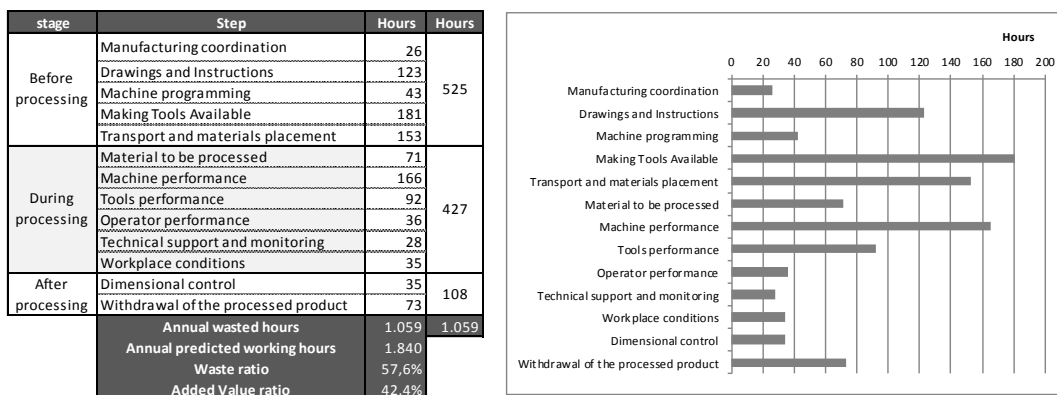 stage Step Hours Hours
Before processing
Manufacturing coordination 26
Drawings and Instructions 123
Machine programming 43
Making Tools Available 181
Transport and materials placement 153
525
During processing
Material to be processed 71
Machine performance 166
Tools performance 92
Operator performance 36
Technical support and monitoring 28
Workplace conditions 35
427
After processing
Dimensional control 35
Withdrawal of the processed product 73
108
Annual wasted hours 1.059 1.059
Annual predicted working hours 1.840
Waste ratio 57,6%
Added Value ratio 42,4%
Hours
0 20 40 60 80 100 120 140 160 180 200
Manufacturing coordination
Drawings and Instructions
Machine programming
Making Tools Available
Transport and materials placement
Material to be processed
Machine performance
Tools performance
Operator performance
Technical support and monitoring
Workplace conditions
Dimensional control
Withdrawal of the processed product